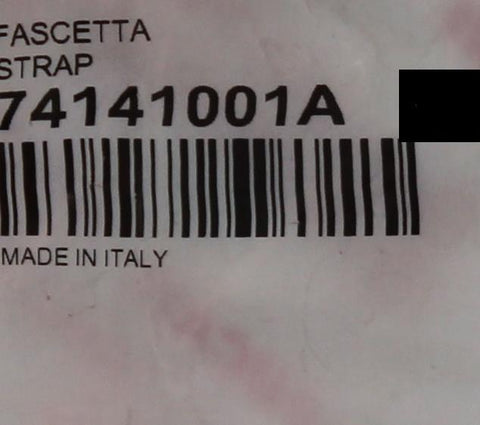 FASCETTA
STRAP
74141001A
MADE IN ITALY